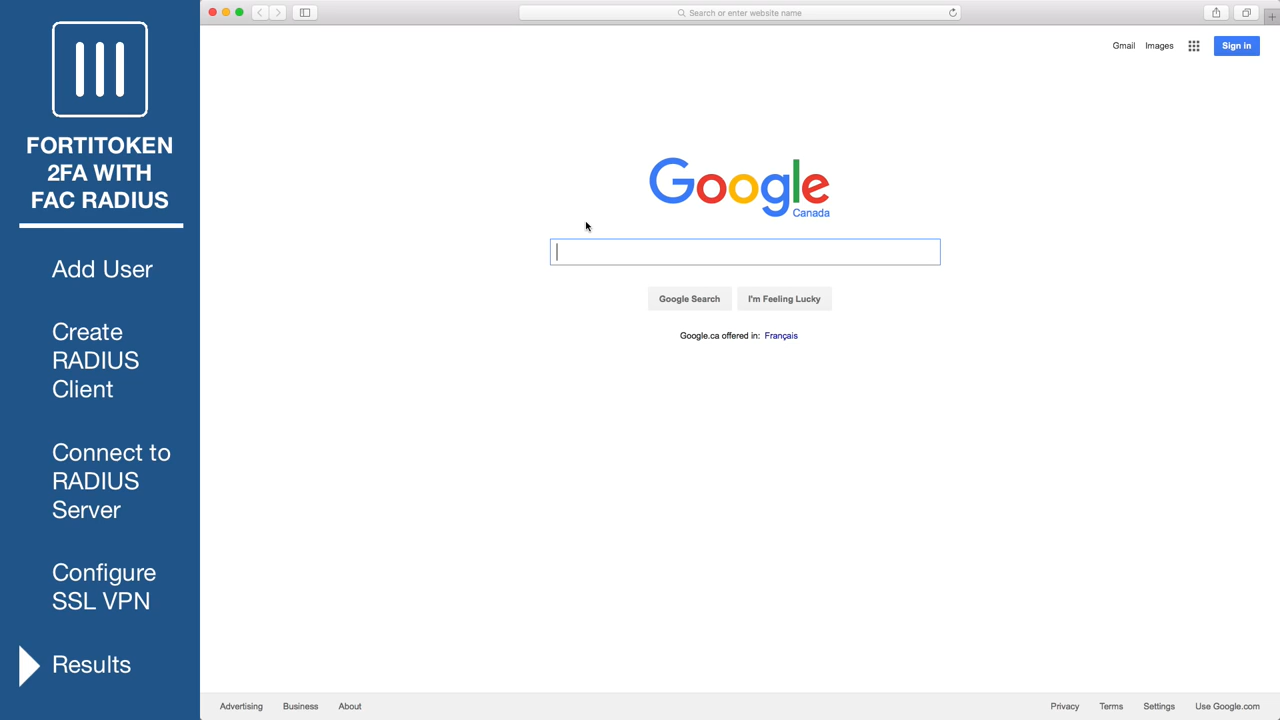 FORTITOKEN
2FA WITH
FAC RADIUS
Add User
Create
RADIUS
Client
Connect to
RADIUS
Server
Configure
SSL VPN
Results
Search or enter website name
Gmail Images Sign in
Google
Canada
Google Search I'm Feeling Lucky
Google.ca offered in: Français
Advertising Business About Privacy Terms Settings Use Google.com